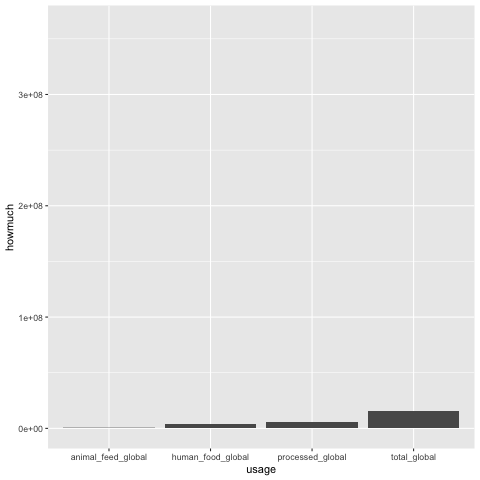 howmuch
3e+08
2e+08
1e+08
0e+00
animal_feed_global human_food_global processed_global total_global
usage